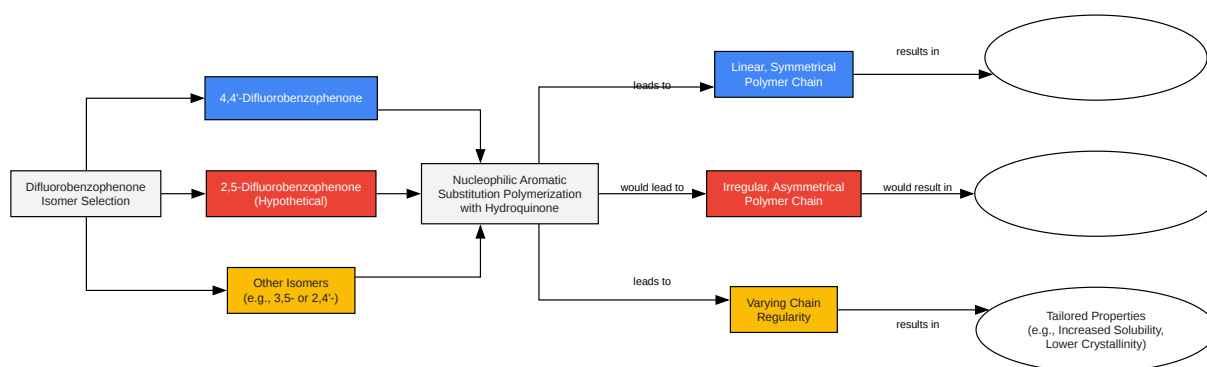 results in
Linear, Symmetrical
Polymer Chain
leads to
4,4'-Difluorobenzophenone
Difluorobenzophenone
Isomer Selection
2,5-Difluorobenzophenone
(Hypothetical)
Nucleophilic Aromatic
Substitution Polymerization
with Hydroquinone
would lead to
Irregular, Asymmetrical
Polymer Chain
would result in
Other Isomers
(e.g., 3,5- or 2,4'-)
leads to
Varying Chain
Regularity
results in
Tailored Properties
(e.g., Increased Solubility,
Lower Crystallinity)